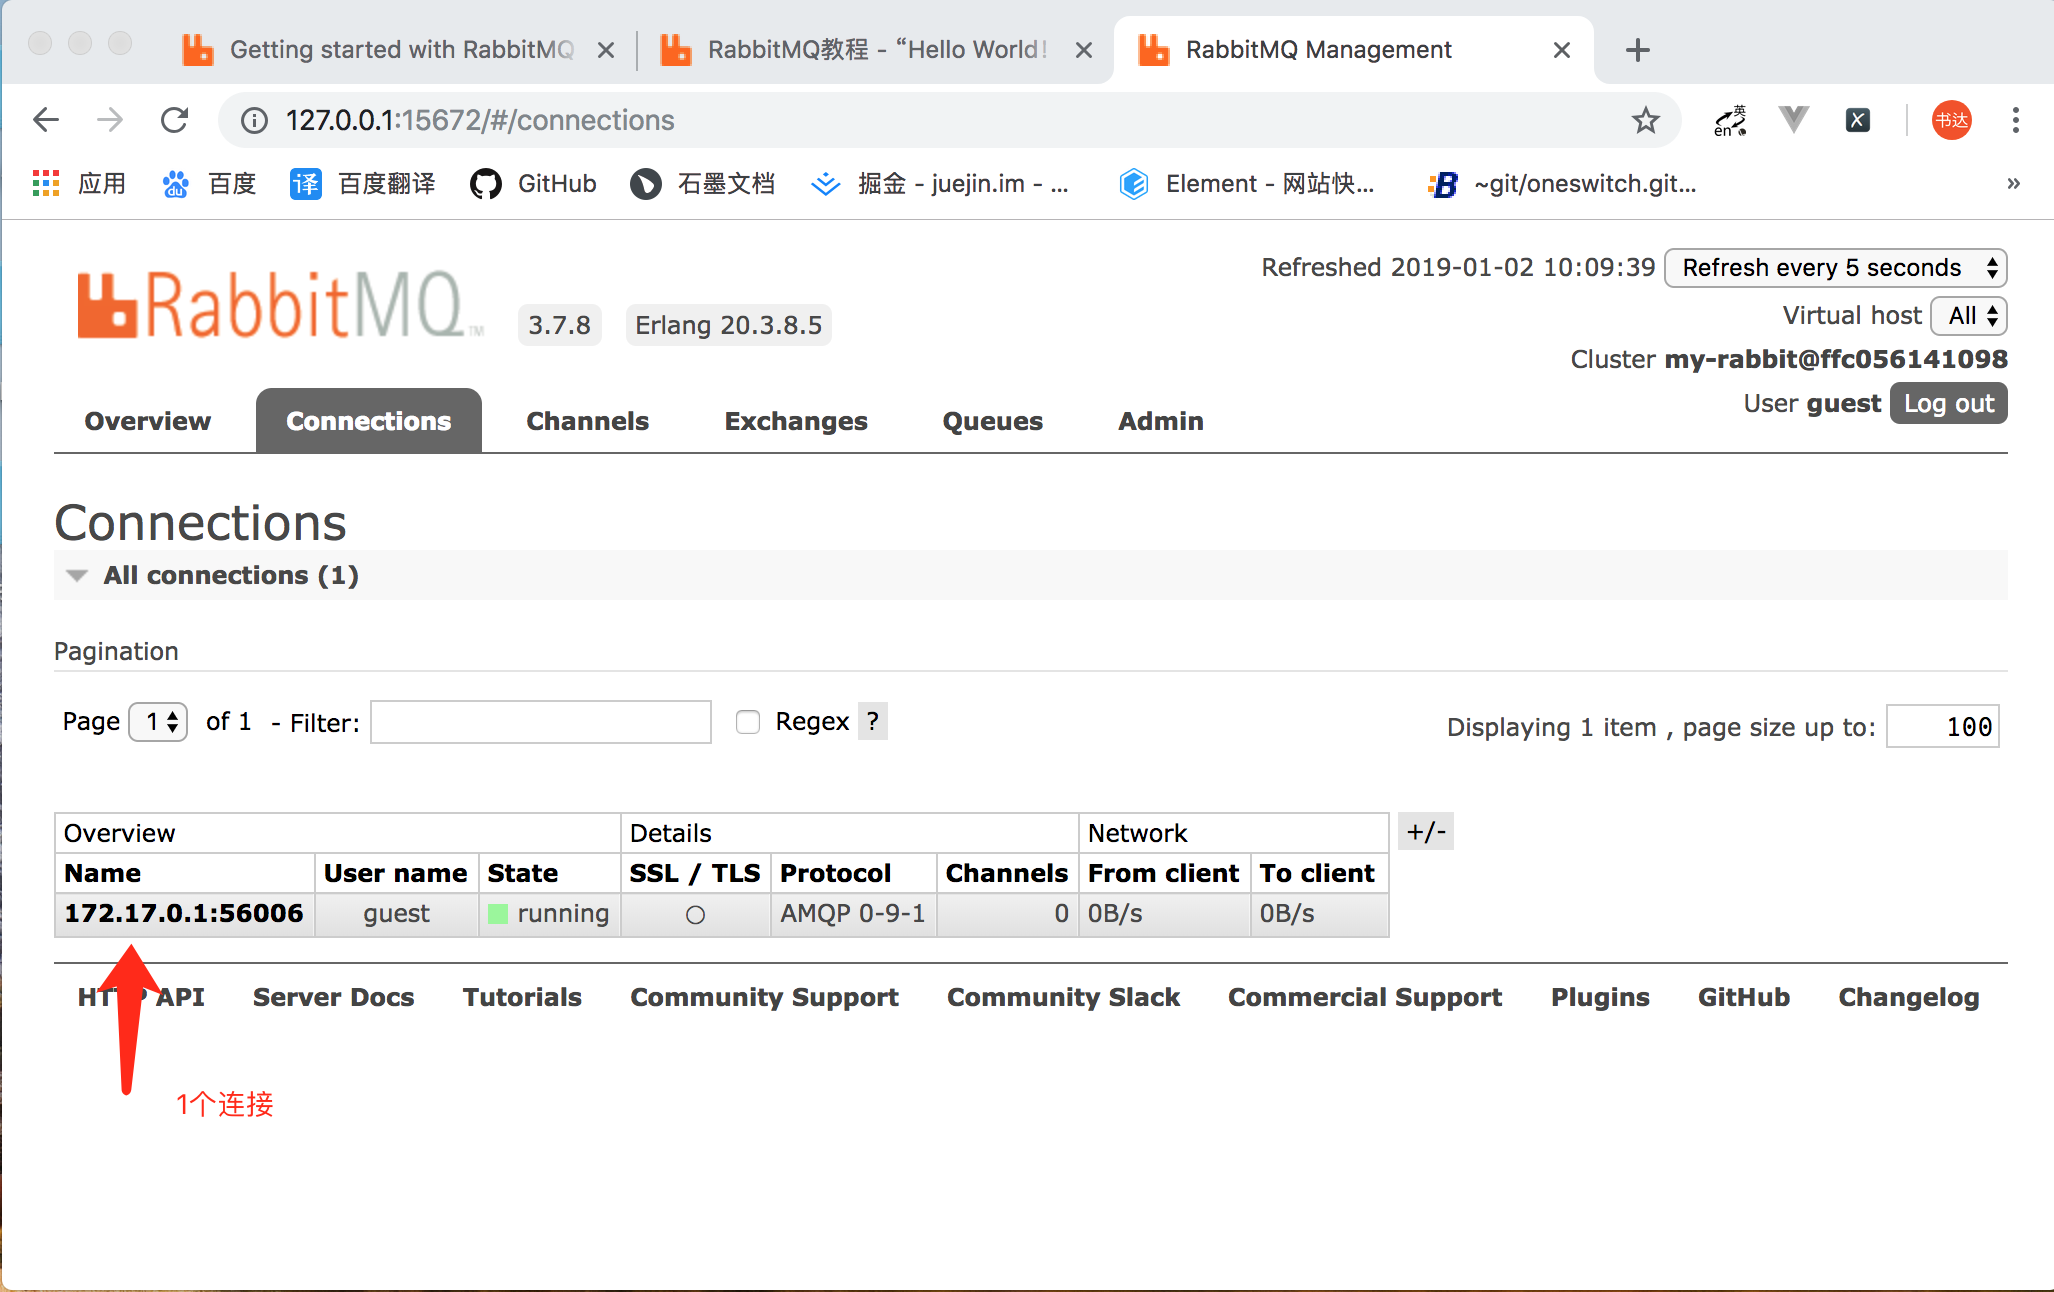 Getting started with RabbitMQ
RabbitMQ教程 - “Hello World!
RabbitMQ Management
127.0.0.1:15672/#/connections
英
en
书达
应用
百度
译 百度翻译
GitHub
石墨文档
掘金 - juejin.im - ...
Element - 网站快...
~git/oneswitch.git...
»
RabbitMQ™
3.7.8
Erlang 20.3.8.5
Refreshed 2019-01-02 10:09:39 Refresh every 5 seconds
Virtual host All
Cluster my-rabbit@ffc056141098
User guest Log out
Overview Connections Channels Exchanges Queues Admin
Connections
All connections (1)
Pagination
Page 1 of 1 - Filter: Regex ?
Displaying 1 item , page size up to: 100
Overview Details Network +/-
Name User name State SSL / TLS Protocol Channels From client To client
172.17.0.1:56006 guest running ○ AMQP 0-9-1 0 0B/s 0B/s
HTTP API Server Docs Tutorials Community Support Community Slack Commercial Support Plugins GitHub Changelog
1个连接